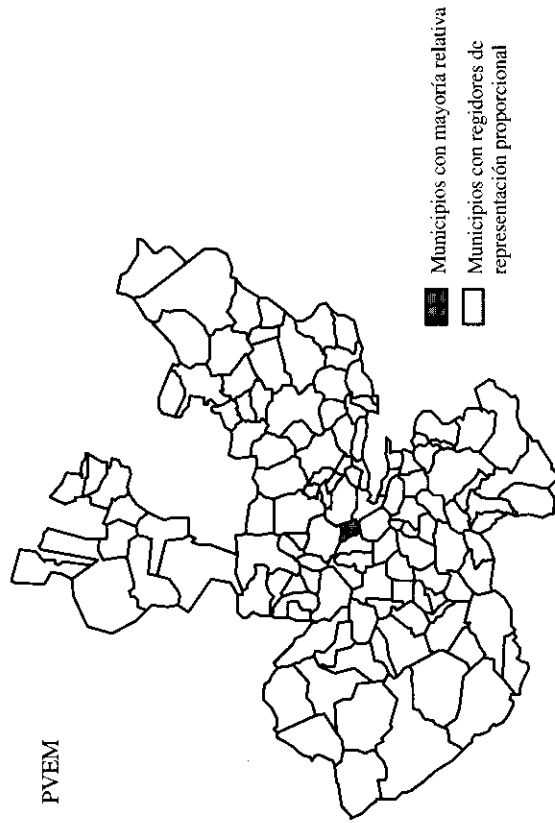 PVEM
Municipios con mayoría relativa
Municipios con regidores de
representación proporcional